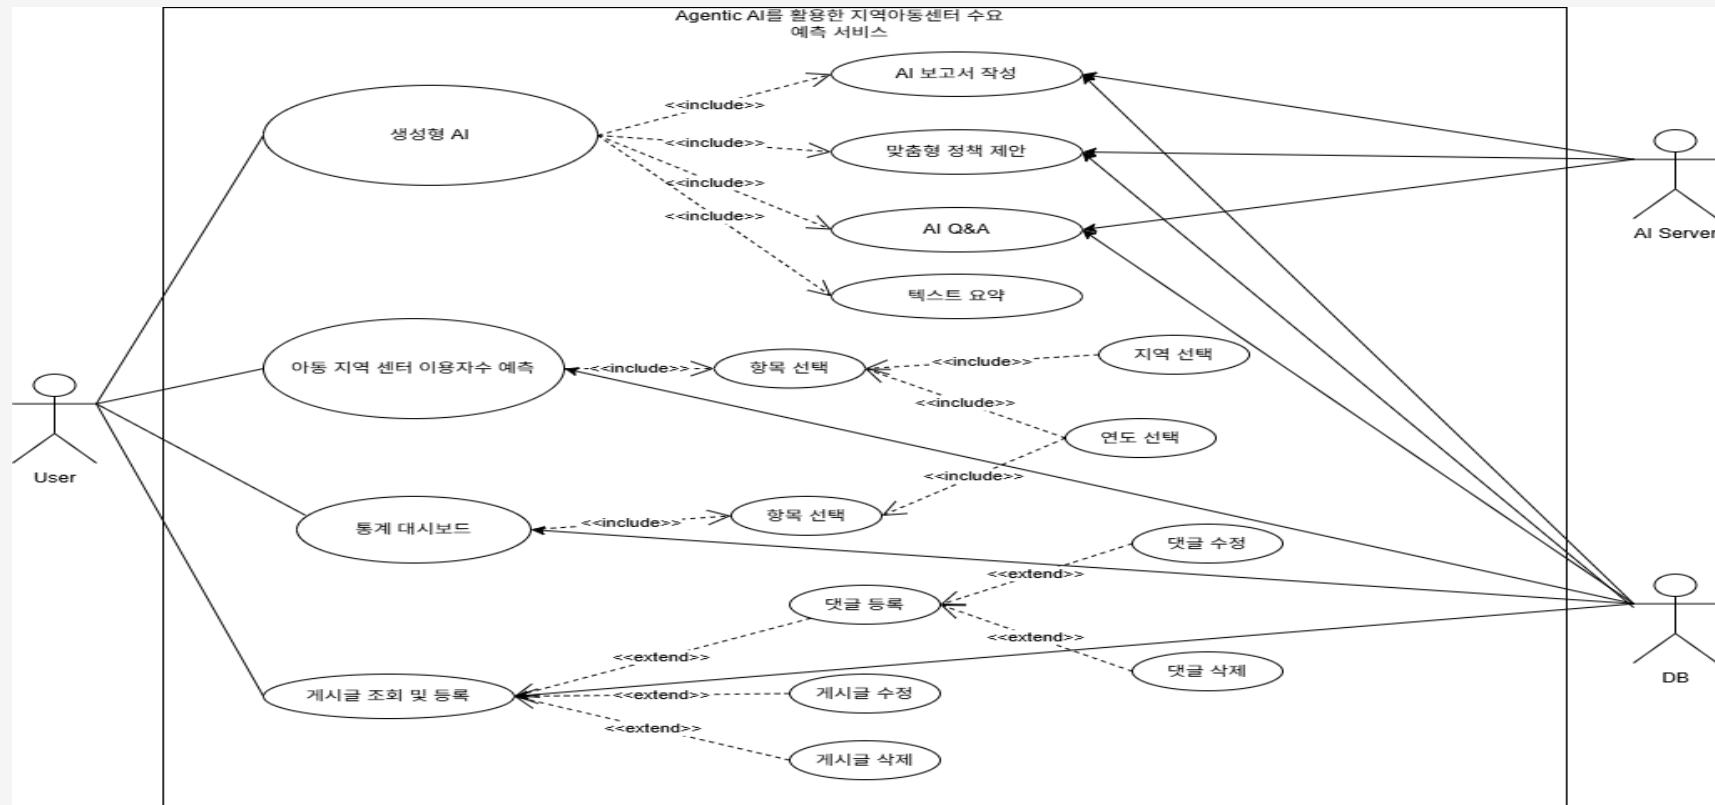 Agentic AI를 활용한 지역아동센터 수요
예측 서비스
AI 보고서 작성
<<include>>
생성형 AI
<<include>>
맞춤형 정책 제안
<<include>>
<<include>>
AI Q&A
AI Server
텍스트 요약
아동 지역 센터 이용자수 예측
<<include>>
항목 선택
<<include>>
지역 선택
<<include>>
연도 선택
User
<<include>>
통계 대시보드
<<include>>
항목 선택
댓글 수정
<<extend>>
댓글 등록
<<extend>>
댓글 삭제
DB
<<extend>>
게시글 조회 및 등록
<<extend>>
게시글 수정
<<extend>>
게시글 삭제